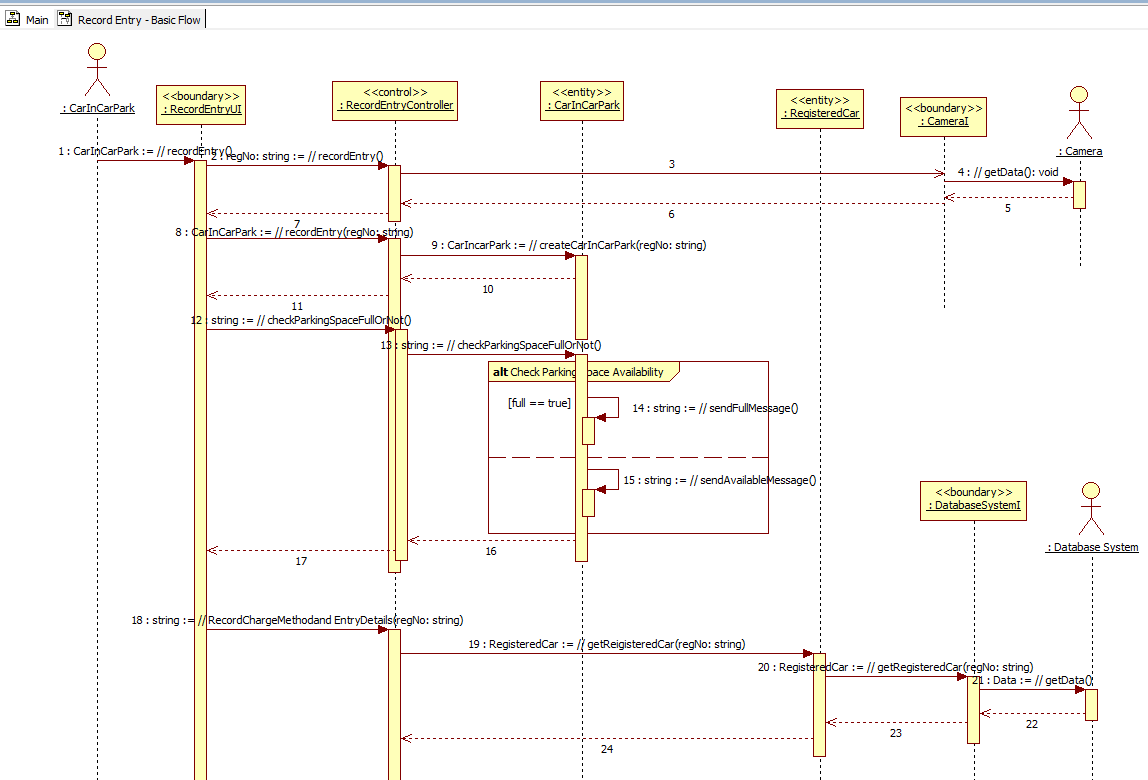 Main
Record Entry - Basic Flow
: CarInCarPark
<<boundary>>
: RecordEntryUI
<<control>>
: RecordEntryController
<<entity>>
: CarInCarPark
<<entity>>
: RegisteredCar
<<boundary>>
: CameraI
: Camera
1 : CarInCarPark := // recordEntry()
2 : regNo: string := // recordEntry()
3
4 : // getData(): void
5
6
7
8 : CarInCarPark := // recordEntry(regNo: string)
9 : CarIncarPark := // createCarInCarPark(regNo: string)
10
11
12 : string := // checkParkingSpaceFullOrNot()
13 : string := // checkParkingSpaceFullOrNot()
alt Check Parking Space Availability
[full == true]
14 : string := // sendFullMessage()
15 : string := // sendAvailableMessage()
16
17
<<boundary>>
: DatabaseSystemI
: Database System
18 : string := // RecordChargeMethodand EntryDetails(regNo: string)
19 : RegisteredCar := // getReigisteredCar(regNo: string)
20 : RegisteredCar := // getRegisteredCar(regNo: string)
21 : Data := // getData()
22
23
24